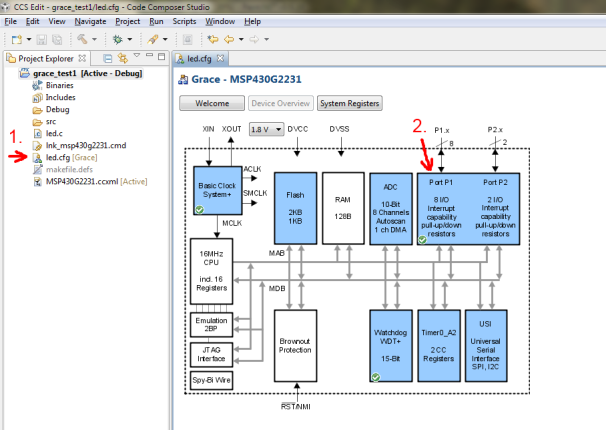 CCS Edit - grace_test1/led.cfg - Code Composer Studio
File Edit View Navigate Project Run Scripts Window Help
Project Explorer
led.cfg
grace_test1 [Active - Debug]
Binaries
Includes
Debug
src
led.c
lnk_msp430g2231.cmd
led.cfg [Grace]
makefile.defs
MSP430G2231.ccxml [Active]
1.
Grace - MSP430G2231
Welcome
Device Overview
System Registers
2.
XIN
XOUT
1.8 V
DVCC
DVSS
P1.x
P2.x
8
2
Basic Clock
System+
ACLK
SMCLK
MCLK
Flash
2KB
1KB
RAM
128B
ADC
10-Bit
8 Channels
Autoscan
1 ch DMA
Port P1
8 I/O
Interrupt
capability
pull-up/down
resistors
Port P2
2 I/O
Interrupt
capability
pull-up/down
resistors
16MHz
CPU
incl. 16
Registers
MAB
MDB
Emulation
2BP
JTAG
Interface
Spy-Bi Wire
Brownout
Protection
RST/NMI
Watchdog
WDT+
15-Bit
Timer0_A2
2 CC
Registers
USI
Universal
Serial
Interface
SPI, I2C